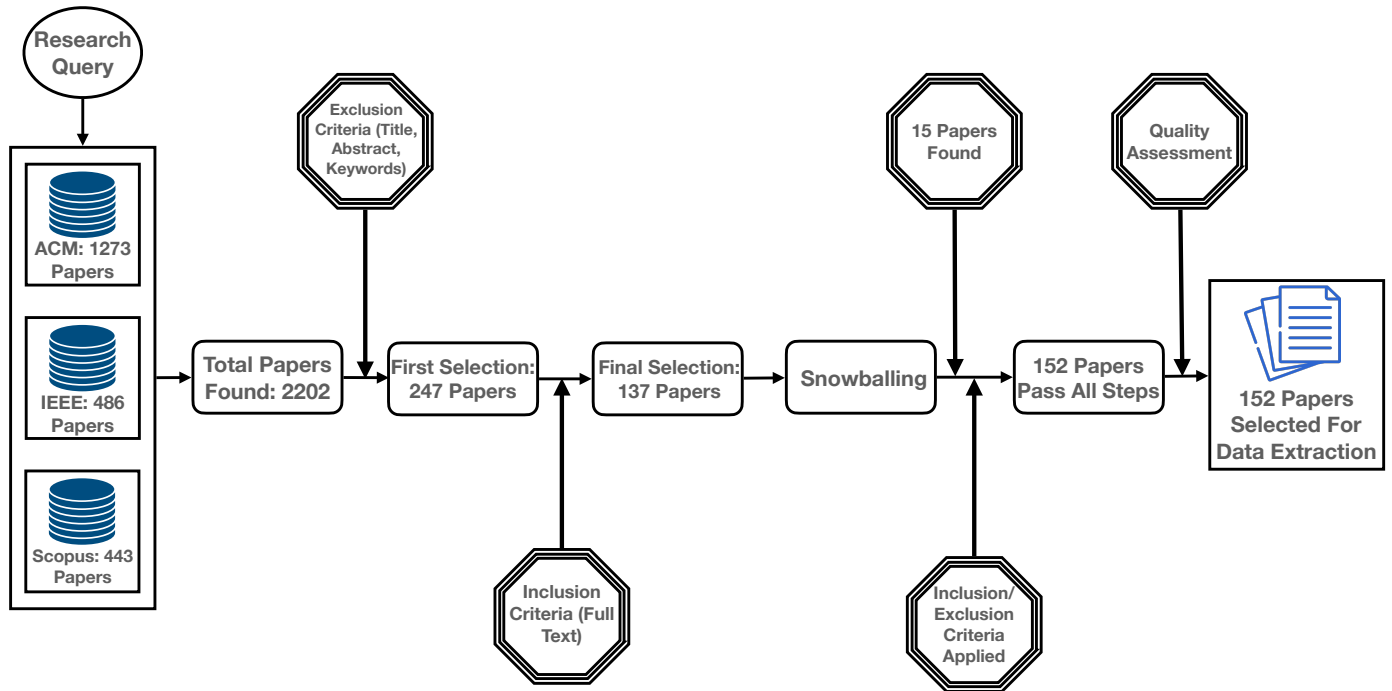 Research
Query
ACM: 1273
Papers
IEEE: 486
Papers
Scopus: 443
Papers
Total Papers
Found: 2202
Exclusion
Criteria (Title,
Abstract,
Keywords)
First Selection:
247 Papers
Inclusion
Criteria (Full
Text)
Final Selection:
137 Papers
Snowballing
15 Papers
Found
Inclusion/
Exclusion
Criteria
Applied
152 Papers
Pass All Steps
Quality
Assessment
152 Papers
Selected For
Data Extraction